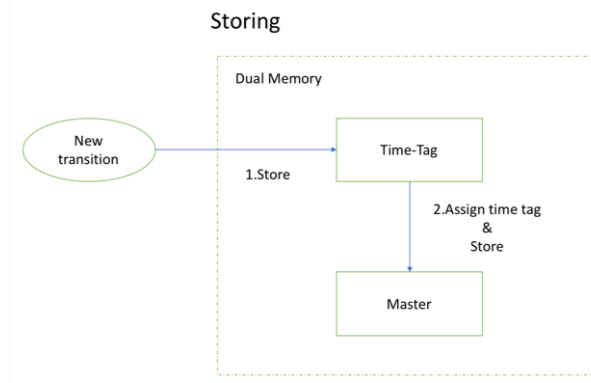 Storing
Dual Memory
New
transition
Time-Tag
1.Store
2.Assign time tag
&
Store
Master